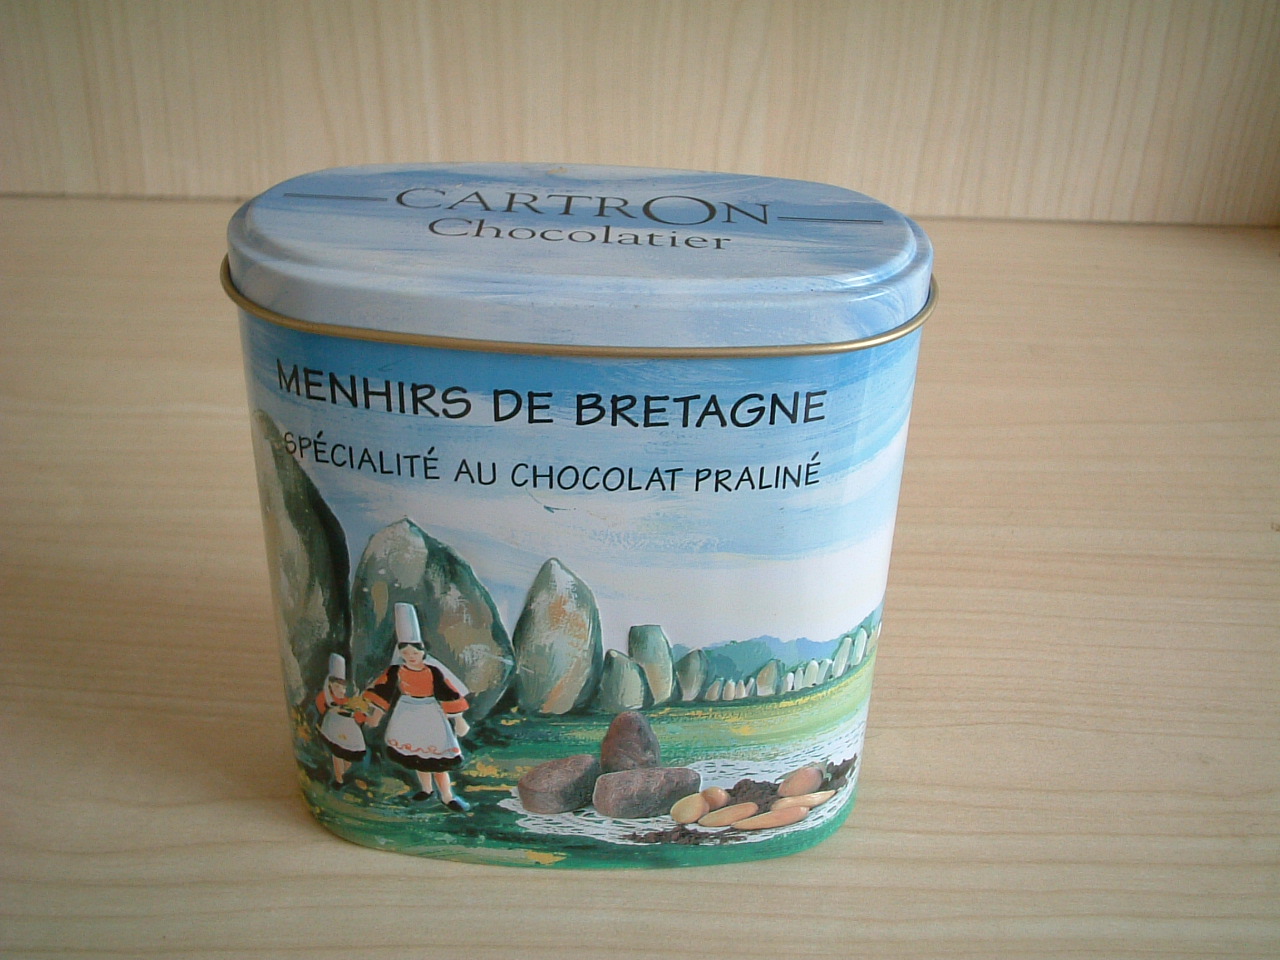 CARTRON
Chocolatier
MENHIRS DE BRETAGNE
SPÉCIALITÉ AU CHOCOLAT PRALINÉ